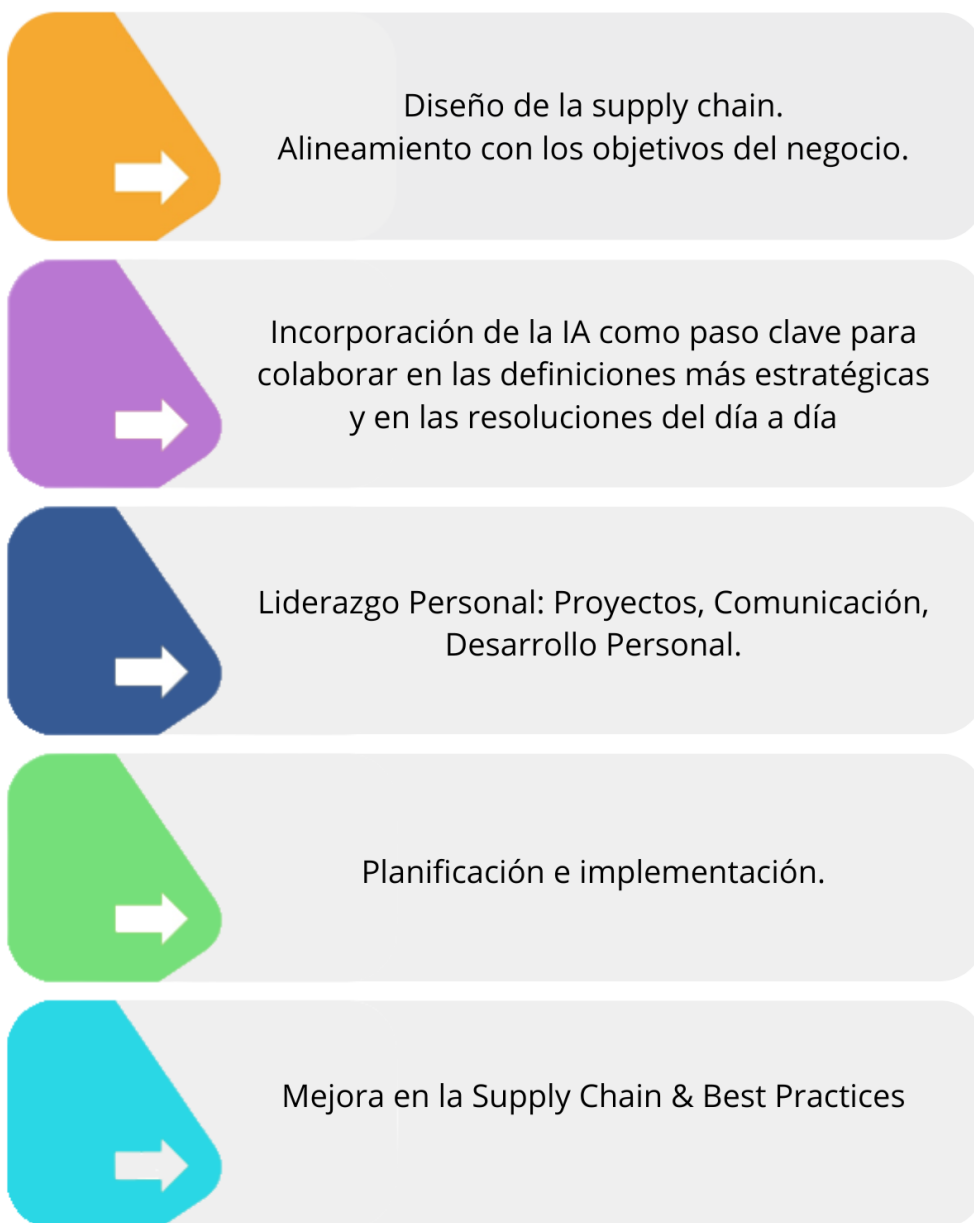 Diseño de la supply chain.
Alineamiento con los objetivos del negocio.
Incorporación de la IA como paso clave para
colaborar en las definiciones más estratégicas
y en las resoluciones del día a día
Liderazgo Personal: Proyectos, Comunicación,
Desarrollo Personal.
Planificación e implementación.
Mejora en la Supply Chain & Best Practices